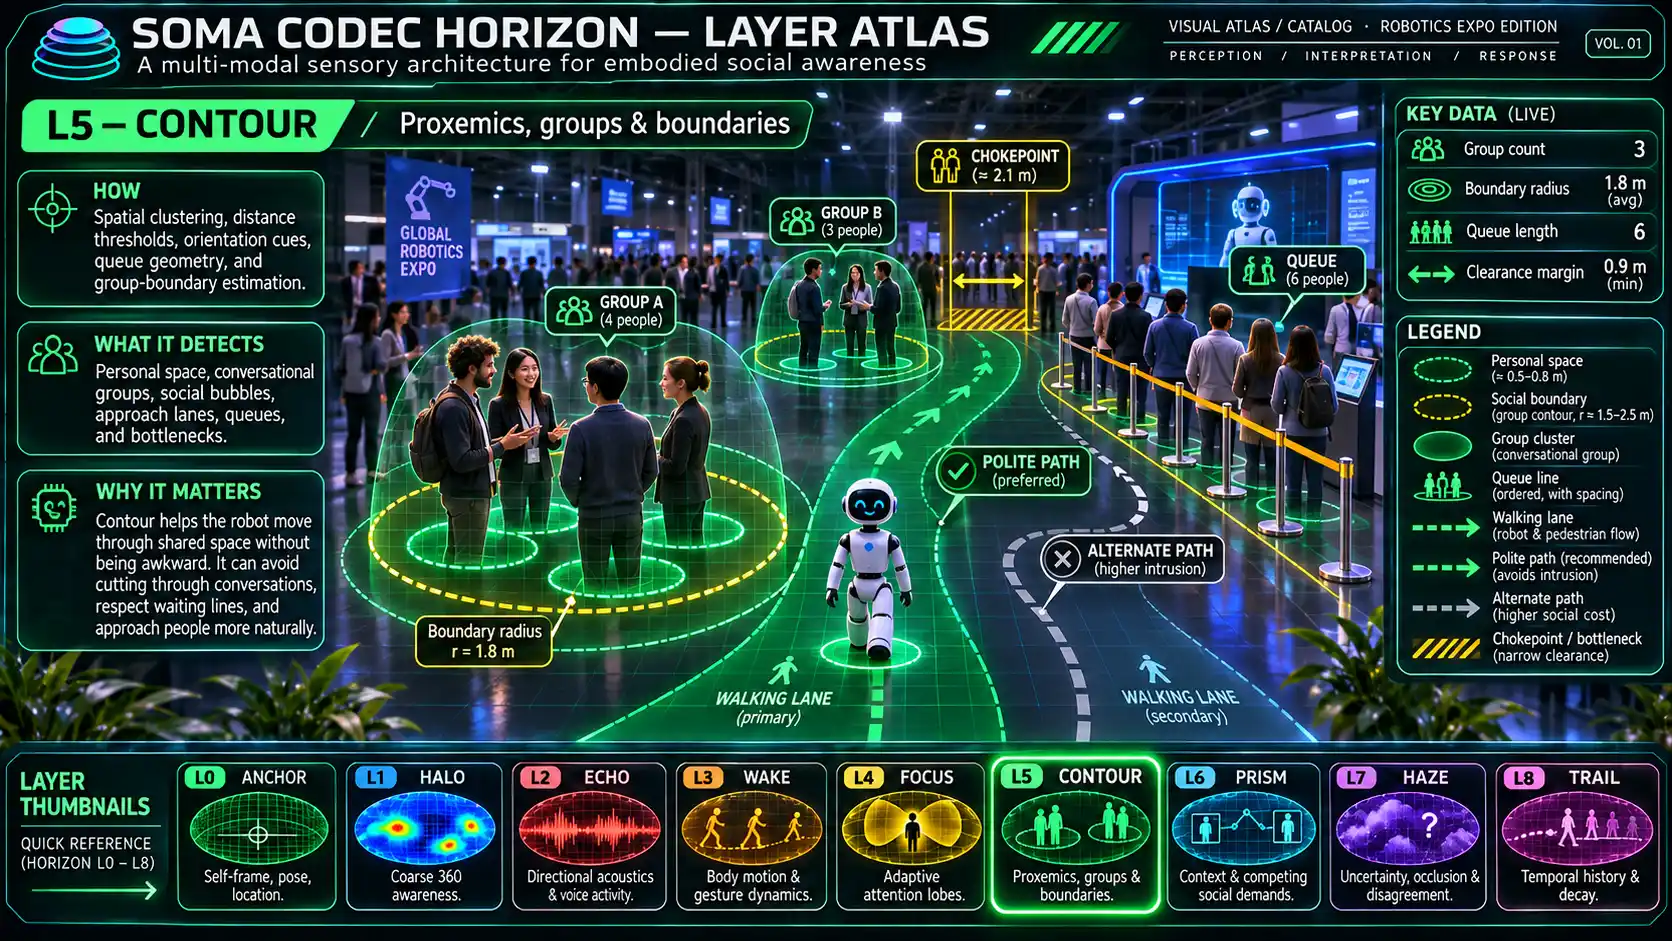 SOMA CODEC HORIZON — LAYER ATLAS
A multi-modal sensory architecture for embodied social awareness
VISUAL ATLAS / CATALOG · ROBOTICS EXPO EDITION
PERCEPTION / INTERPRETATION / RESPONSE
VOL. 01
L5 – CONTOUR / Proxemics, groups & boundaries
HOW
Spatial clustering, distance
thresholds, orientation cues,
queue geometry, and
group-boundary estimation.
WHAT IT DETECTS
Personal space, conversational
groups, social bubbles,
approach lanes, queues,
and bottlenecks.
WHY IT MATTERS
Contour helps the robot move
through shared space without
being awkward. It can avoid
cutting through conversations,
respect waiting lines, and
approach people more naturally.
GLOBAL
ROBOTICS
EXPO
GROUP A
(4 people)
GROUP B
(3 people)
CHOKEPOINT
(≈ 2.1 m)
QUEUE
(6 people)
POLITE PATH
(preferred)
ALTERNATE PATH
(higher intrusion)
Boundary radius
r = 1.8 m
WALKING LANE
(primary)
WALKING LANE
(secondary)
KEY DATA (LIVE)
Group count 3
Boundary radius 1.8 m
(avg)
Queue length 6
Clearance margin 0.9 m
(min)
LEGEND
Personal space
(≈ 0.5–0.8 m)
Social boundary
(group contour, r ≈ 1.5–2.5 m)
Group cluster
(conversational group)
Queue line
(ordered, with spacing)
Walking lane
(robot & pedestrian flow)
Polite path (recommended)
(avoids intrusion)
Alternate path
(higher social cost)
Chokepoint / bottleneck
(narrow clearance)
LAYER
THUMBNAILS
QUICK REFERENCE
(HORIZON L0 – L8)
L0 ANCHOR
Self-frame, pose,
location.
L1 HALO
Coarse 360
awareness.
L2 ECHO
Directional acoustics
& voice activity.
L3 WAKE
Body motion &
gesture dynamics.
L4 FOCUS
Adaptive
attention lobes.
L5 CONTOUR
Proxemics, groups &
boundaries.
L6 PRISM
Context & competing
social demands.
L7 HAZE
?
Uncertainty, occlusion &
disagreement.
L8 TRAIL
Temporal history &
decay.